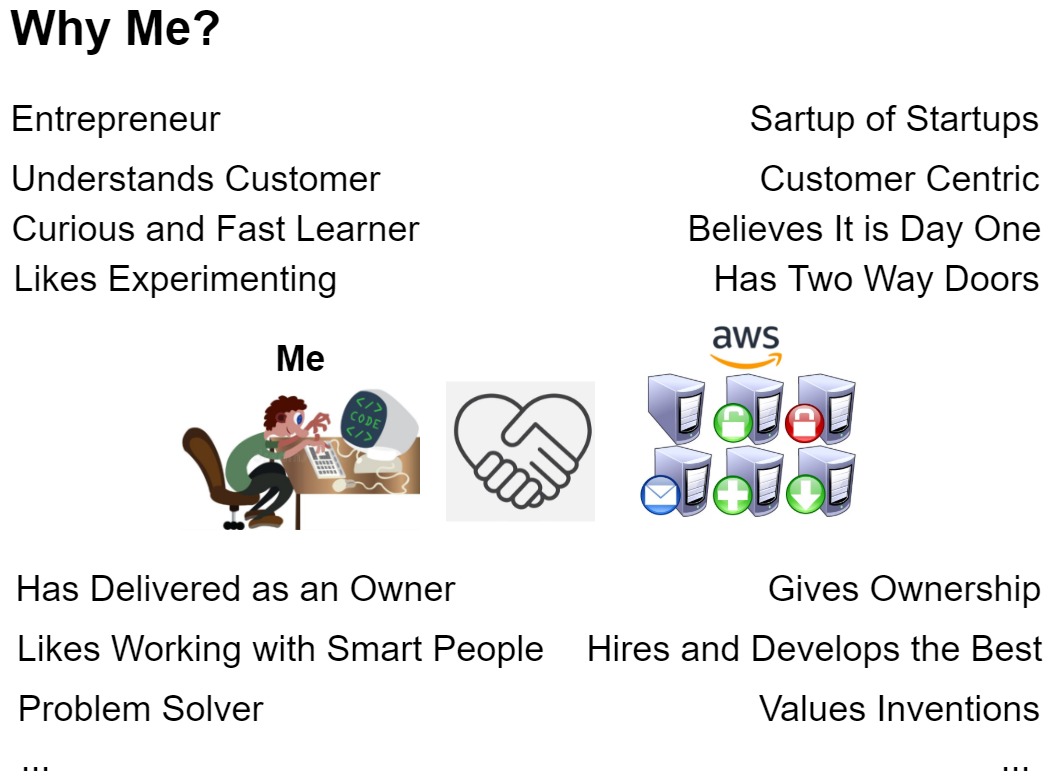 Why Me?
Entrepreneur Sartup of Startups
Understands Customer Customer Centric
Curious and Fast Learner Believes It is Day One
Likes Experimenting Has Two Way Doors
aws
Me
</>
CODE
</>
Has Delivered as an Owner Gives Ownership
Likes Working with Smart People Hires and Develops the Best
Problem Solver Values Inventions
... ...